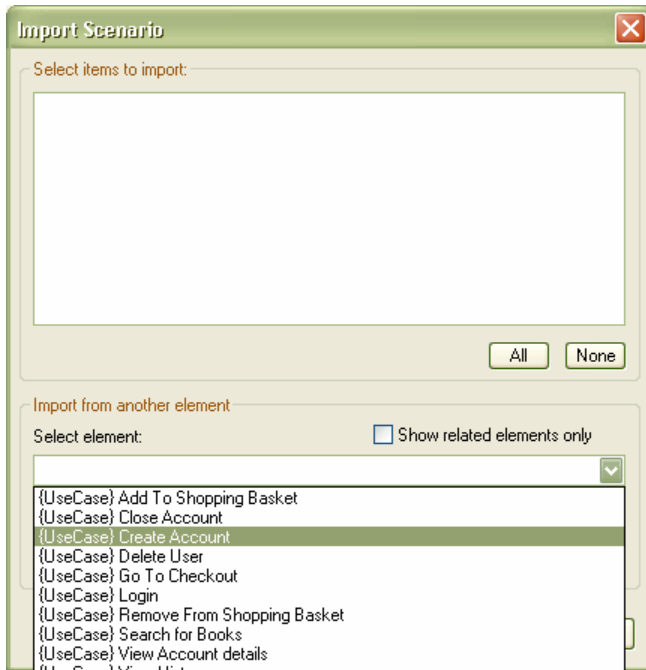 Import Scenario
Select items to import:
All None
Import from another element
Select element: Show related elements only
{UseCase} Add To Shopping Basket
{UseCase} Close Account
{UseCase} Create Account
{UseCase} Delete User
{UseCase} Go To Checkout
{UseCase} Login
{UseCase} Remove From Shopping Basket
{UseCase} Search for Books
{UseCase} View Account details